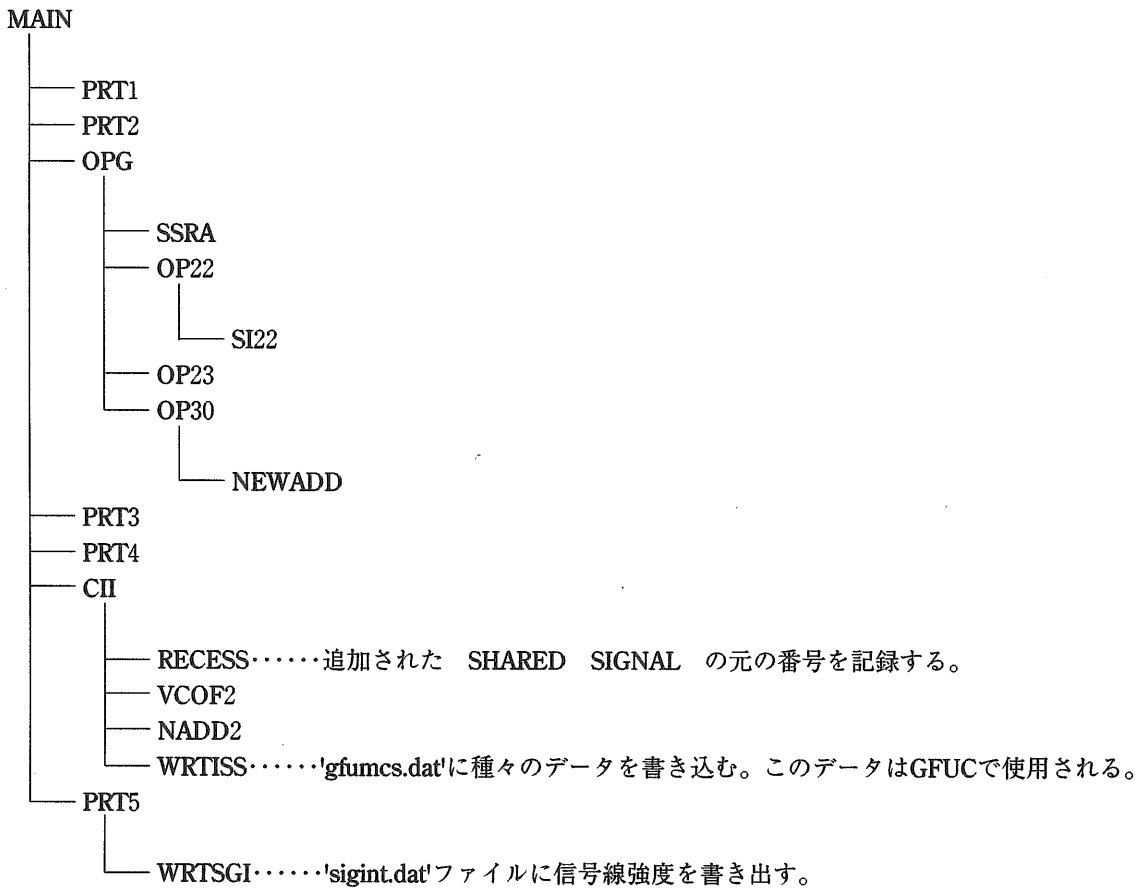 MAIN
PRT1
PRT2
OPG
SSRA
OP22
SI22
OP23
OP30
NEWADD
PRT3
PRT4
CII
RECESS······追加された　SHARED　SIGNAL　の元の番号を記録する。
VCOF2
NADD2
WRTISS······'gfumcs.dat'に種々のデータを書き込む。このデータはGFUCで使用される。
PRT5
WRTSGI······'sigint.dat'ファイルに信号線強度を書き出す。